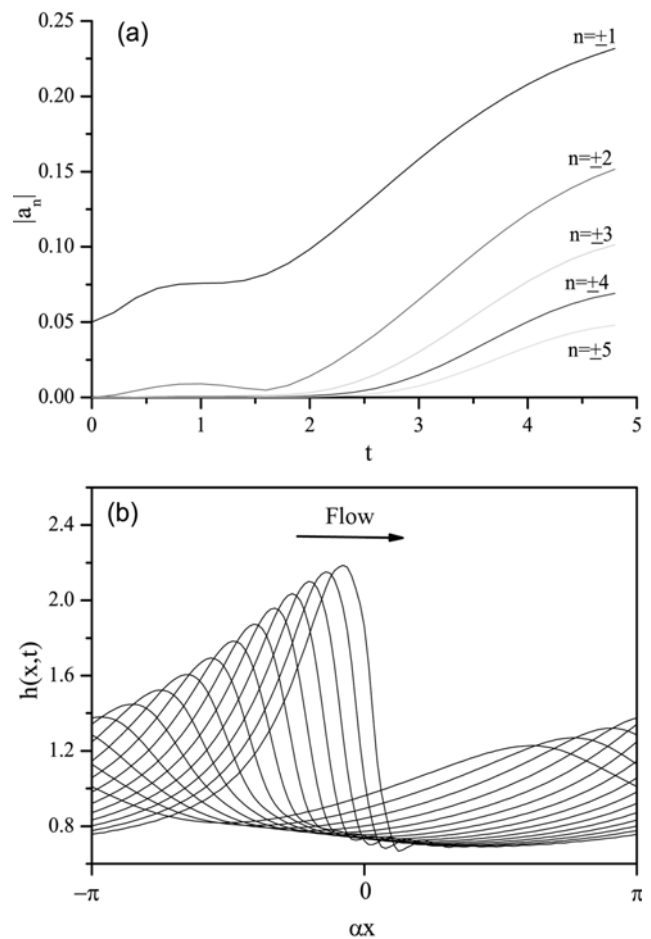 (a)
0.25
0.20
0.15
0.10
0.05
0.00
|aₙ|
n=±1
n=±2
n=±3
n=±4
n=±5
0 1 2 3 4 5
t
(b)
Flow
2.4
2.0
1.6
1.2
0.8
h(x,t)
−π 0 π
αx